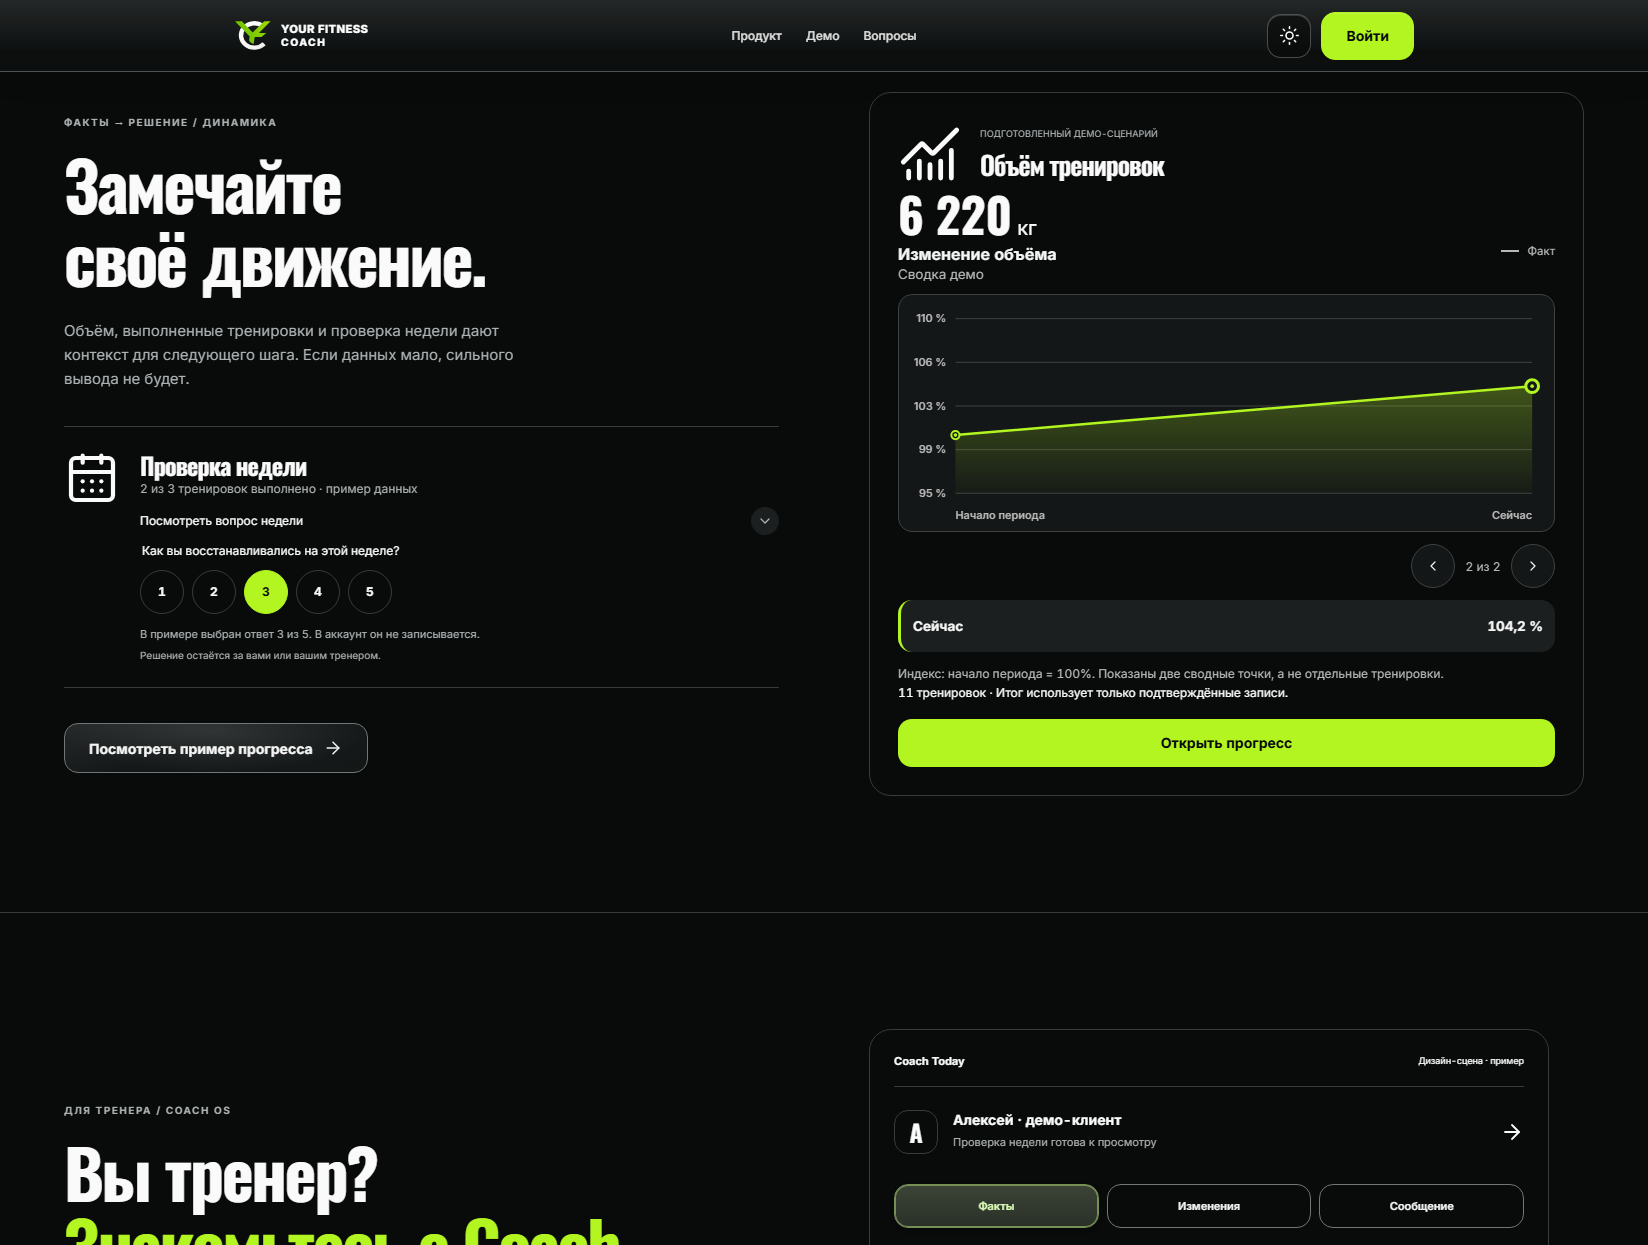 YOUR FITNESS
COACH
Продукт
Демо
Вопросы
Войти
ФАКТЫ → РЕШЕНИЕ / ДИНАМИКА
Замечайте
своё движение.
Объём, выполненные тренировки и проверка недели дают
контекст для следующего шага. Если данных мало, сильного
вывода не будет.
Проверка недели
2 из 3 тренировок выполнено · пример данных
Посмотреть вопрос недели
Как вы восстанавливались на этой неделе?
1 2 3 4 5
В примере выбран ответ 3 из 5. В аккаунт он не записывается.
Решение остаётся за вами или вашим тренером.
Посмотреть пример прогресса →
ПОДГОТОВЛЕННЫЙ ДЕМО-СЦЕНАРИЙ
Объём тренировок
6 220 КГ
Изменение объёма
Сводка демо
Факт
110 %
106 %
103 %
99 %
95 %
Начало периода
Сейчас
2 из 2
Сейчас
104,2 %
Индекс: начало периода = 100%. Показаны две сводные точки, а не отдельные тренировки.
11 тренировок · Итог использует только подтверждённые записи.
Открыть прогресс
ДЛЯ ТРЕНЕРА / COACH OS
Вы тренер?
Знакомьтесь с Coach
Coach Today
Дизайн-сцена · пример
А
Алексей · демо-клиент
Проверка недели готова к просмотру
Факты
Изменения
Сообщение